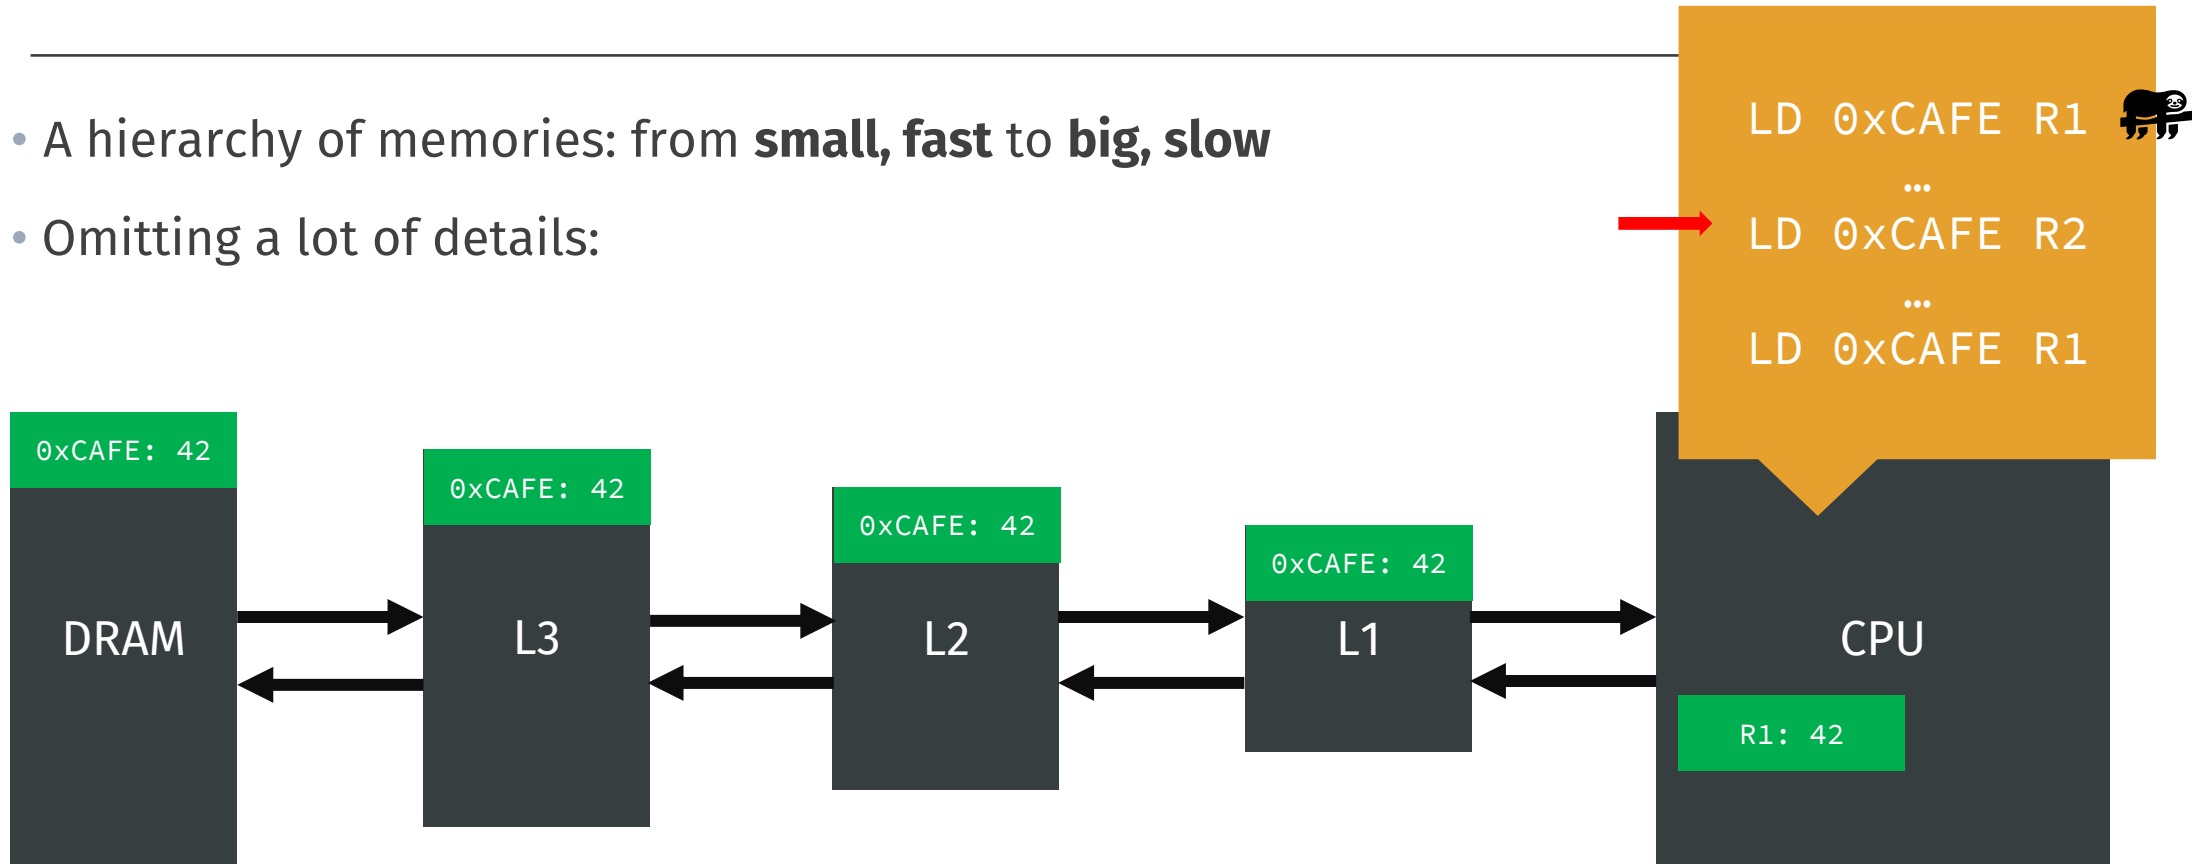 • A hierarchy of memories: from small, fast to big, slow
• Omitting a lot of details:
LD 0xCAFE R1
…
LD 0xCAFE R2
…
LD 0xCAFE R1
0xCAFE: 42
DRAM
0xCAFE: 42
L3
0xCAFE: 42
L2
0xCAFE: 42
L1
CPU
R1: 42